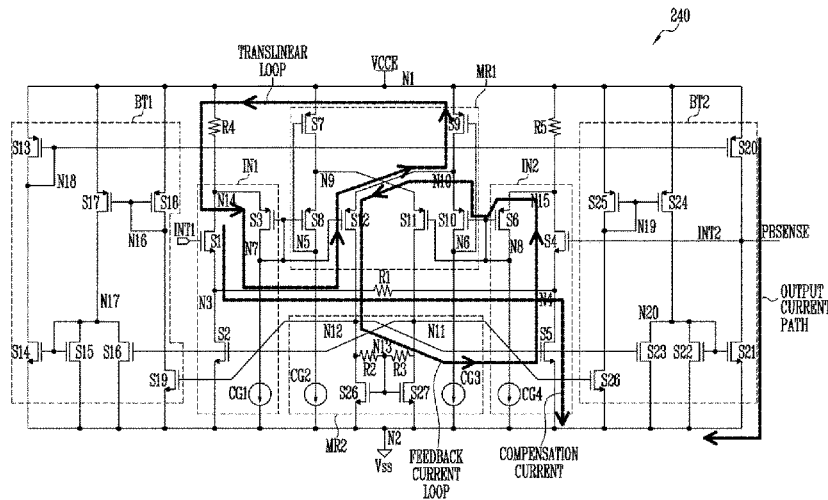 240
TRANSLINEAR
LOOP
VCCE
N1
MR1
BT1
BT2
R4
S7
S9
R5
S13
S20
IN1
IN2
N18
N9
N10
N14
N15
S17
S18
S3
S8
S12
S11
S10
S6
S25
S24
N16
INT1
S1
N7
N5
N6
N8
S4
N19
INT2
PBSENSE
R1
N3
N4
N17
N12
N11
N20
OUTPUT
CURRENT
PATH
S14
S15
S16
S2
N13
R2
R3
S5
S23
S22
S21
S19
CG1
CG2
S26
S27
CG3
CG4
S26
MR2
N2
Vss
FEEDBACK
CURRENT
LOOP
COMPENSATION
CURRENT